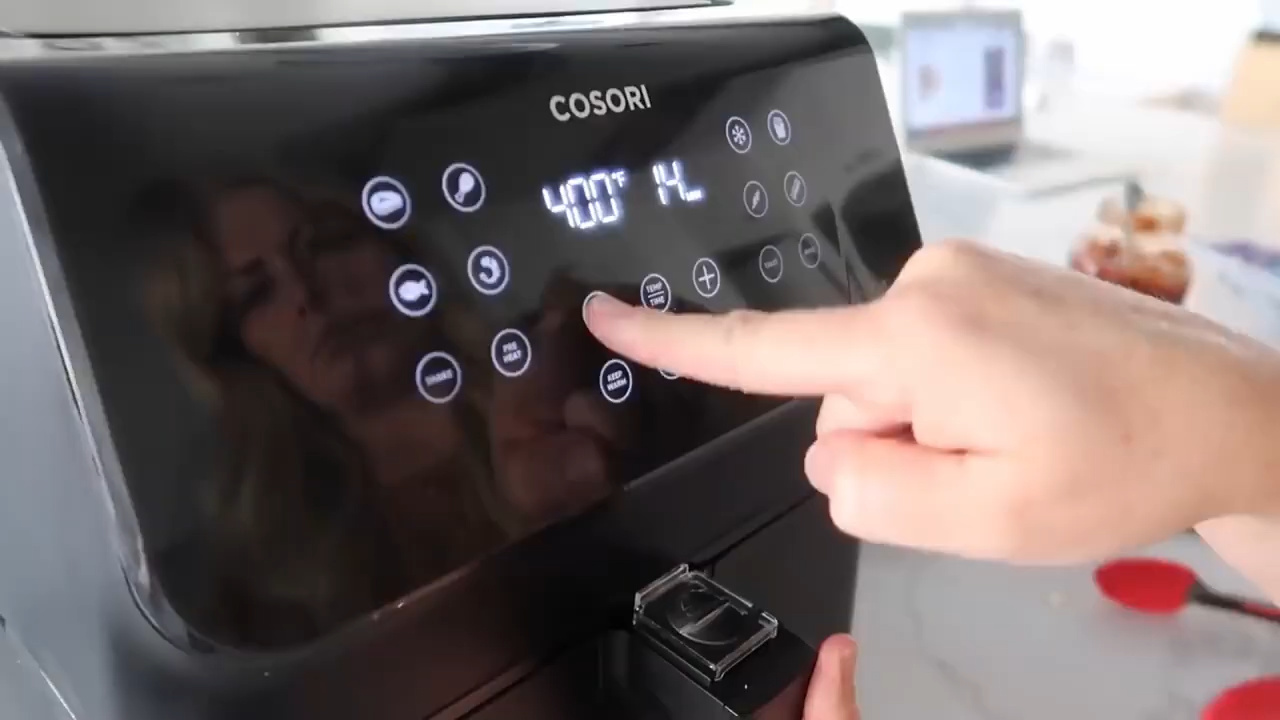 COSORI
400°F 14
TEMP
TIME
PRE
HEAT
SHAKE
KEEP
WARM